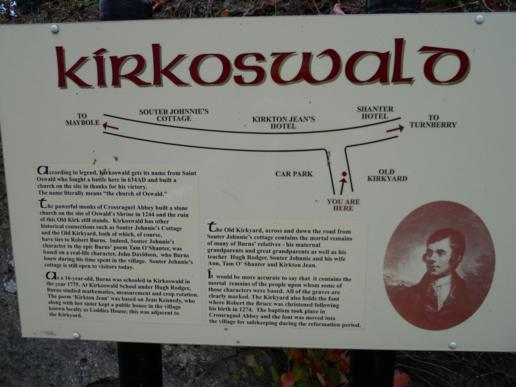 kirkoswald
TO
MAYBOLE
SOUTER JOHNNIE'S
COTTAGE
KIRKTON JEAN'S
HOTEL
SHANTER
HOTEL
TO
TURNBERRY
CAR PARK
OLD
KIRKYARD
YOU ARE
HERE
According to legend, Kirkoswald gets its name from Saint
Oswald who fought a battle here in 634AD and built a
church on the site in thanks for his victory.
The name literally means "the church of Oswald."
the powerful monks of Crossraguel Abbey built a stone
church on the site of Oswald's Shrine in 1244 and the ruin
of this Old Kirk still stands. Kirkoswald has other
historical connections such as Souter Johnnie's Cottage
and the Old Kirkyard, both of which, of course,
have ties to Robert Burns. Indeed, Souter Johnnie's
character in the epic Burns' poem Tam O'Shanter, was
based on a real-life character, John Davidson, who Burns
knew during his time spent in the village. Souter Johnnie's
cottage is still open to visitors today.
As a 16-year-old, Burns was schooled in Kirkoswald in
the year 1775. At Kirkoswald School under Hugh Rodger,
Burns studied mathematics, measurement and crop rotation.
The poem 'Kirkton Jean' was based on Jean Kennedy, who
along with her sister kept a public house in the village
known locally as Leddies House; this was adjacent to
the kirkyard.
the Old Kirkyard, across and down the road from
Souter Johnnie's cottage contains the mortal remains
of many of Burns' relatives - his maternal
grandparents and great grandparents as well as his
teacher Hugh Rodger, Souter Johnnie and his wife
Ann, Tam O' Shanter and Kirkton Jean.
It would be more accurate to say that it contains the
mortal remains of the people upon whom some of
those characters were based. All of the graves are
clearly marked. The Kirkyard also holds the font
where Robert the Bruce was christened following
his birth in 1274. The baptism took place in
Crossraguel Abbey and the font was moved into
the village for safekeeping during the reformation period.